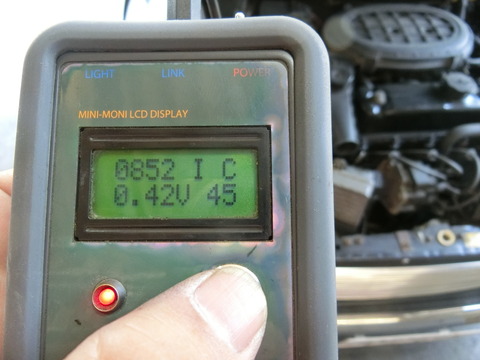 LIGHT LINK POWER
MINI-MONI LCD DISPLAY
0852 I C
0.42V 45